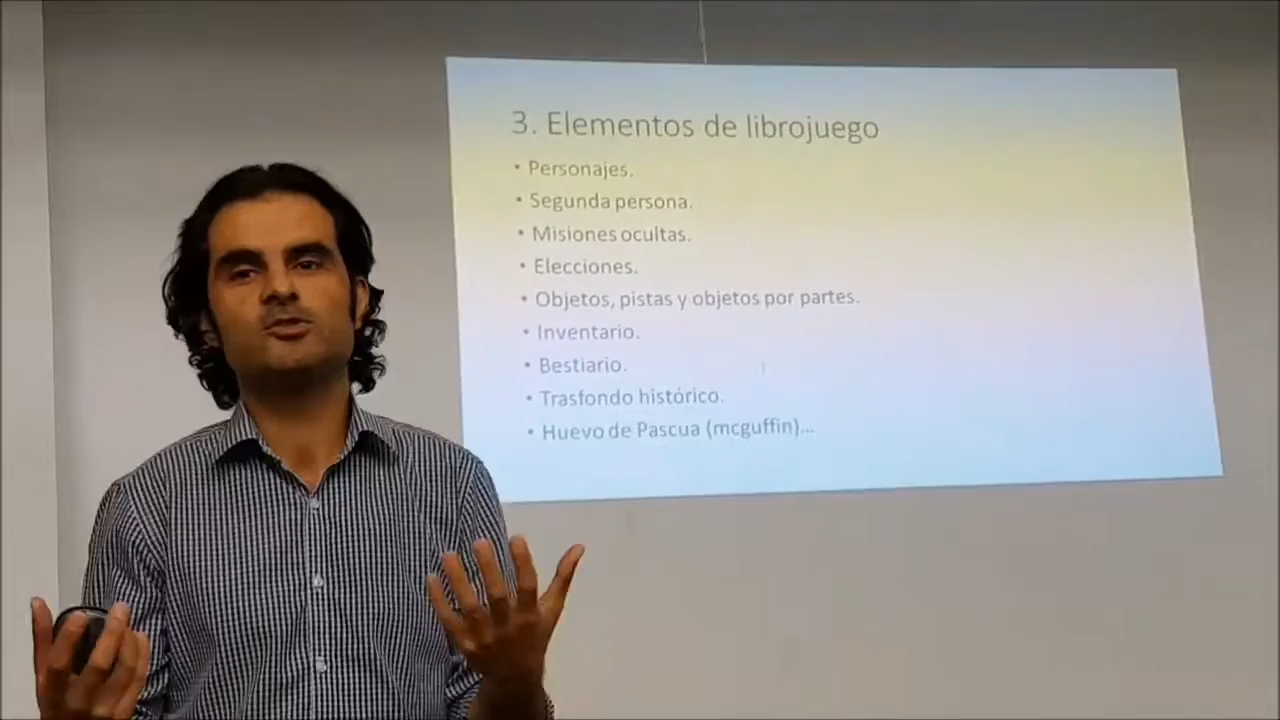 3. Elementos de librojuego
• Personajes.
• Segunda persona.
• Misiones ocultas.
• Elecciones.
• Objetos, pistas y objetos por partes.
• Inventario.
• Bestiario.
• Trasfondo histórico.
• Huevo de Pascua (mcguffin)...